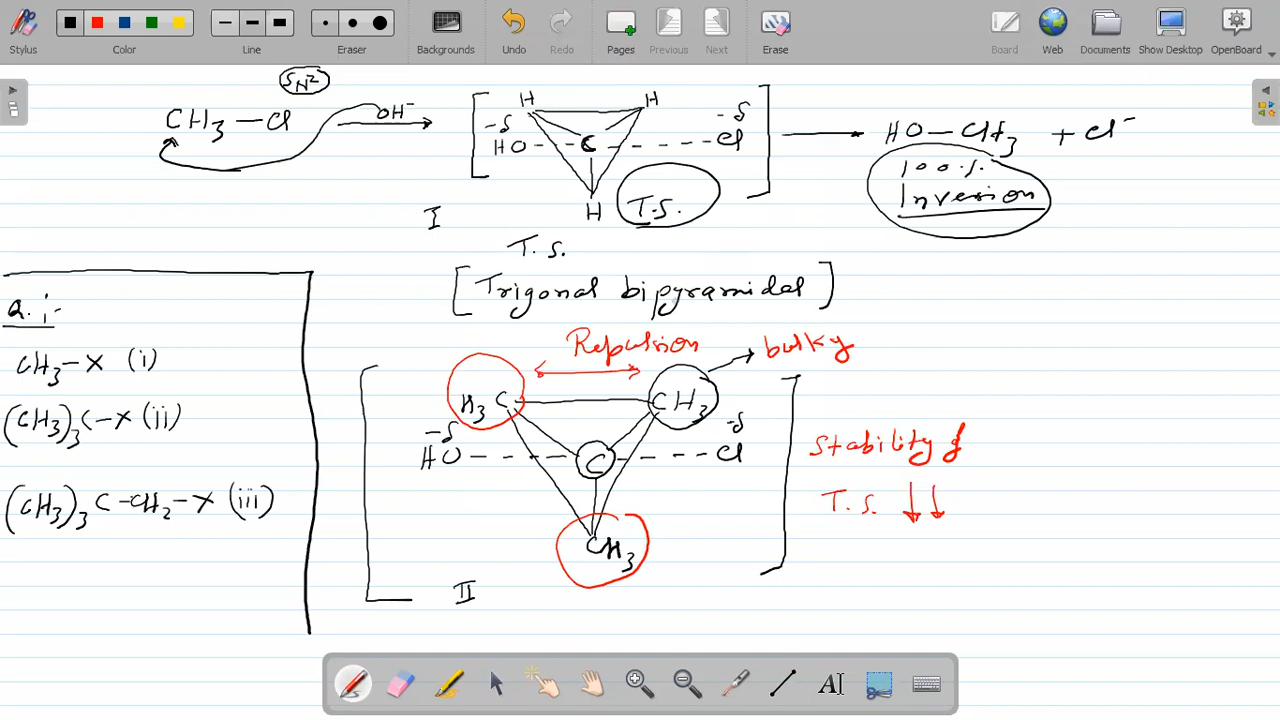 Stylus
Color
Line
Eraser
Backgrounds
Undo
Redo
Pages
Previous
Next
Erase
Board
Web
Documents
Show Desktop
OpenBoard
SN2
CH3 — Cl
OH-
H H
-δ -δ
HO - - C - - - - Cl
H
T.S.
HO — CH3 + Cl-
100%
Inversion
I
T.S.
[Trigonal bipyramidal]
Q.:-
CH3-X (i)
(CH3)3C-X (ii)
(CH3)3C-CH2-X (iii)
Repulsion
bulky
H3C CH3
-δ -δ
HO - - - - C - - - Cl
CH3
II
Stability of
T.S. ↓↓